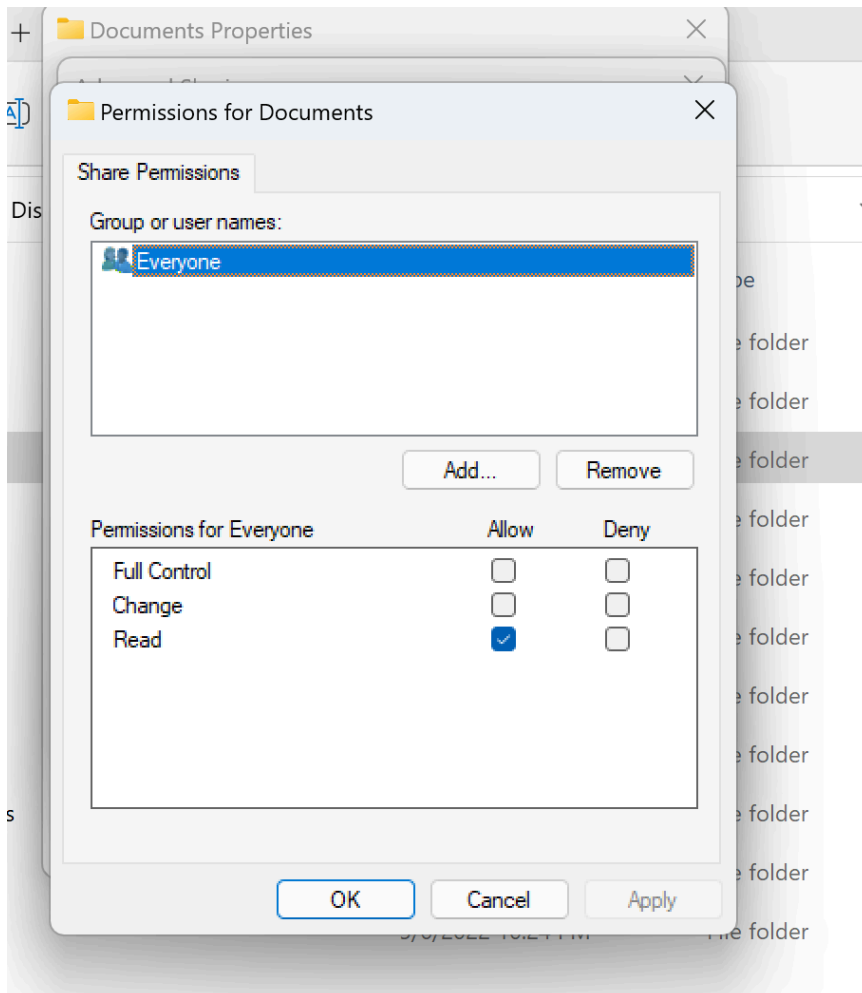 Documents Properties
Permissions for Documents
Share Permissions
Dis
Group or user names:
Everyone
pe
e folder
e folder
Add... Remove
e folder
Permissions for Everyone Allow Deny
e folder
Full Control
e folder
Change
Read
e folder
e folder
e folder
s
e folder
e folder
OK Cancel Apply
File folder